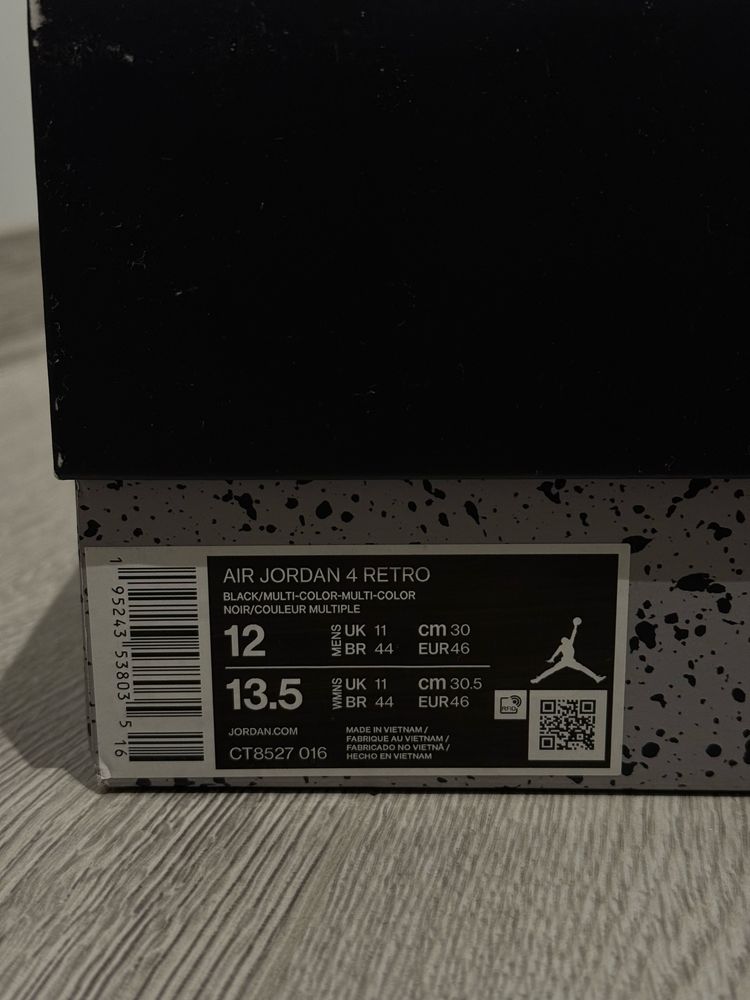 AIR JORDAN 4 RETRO
BLACK/MULTI-COLOR-MULTI-COLOR
NOIR/COULEUR MULTIPLE
12 MENS UK 11 cm 30
BR 44 EUR46
13.5 WMNS UK 11 cm 30.5
BR 44 EUR46
RFID
JORDAN.COM
CT8527 016
MADE IN VIETNAM /
FABRIQUE AU VIETNAM /
FABRICADO NO VIETNÃ /
HECHO EN VIETNAM
1 95243 53803 5 16